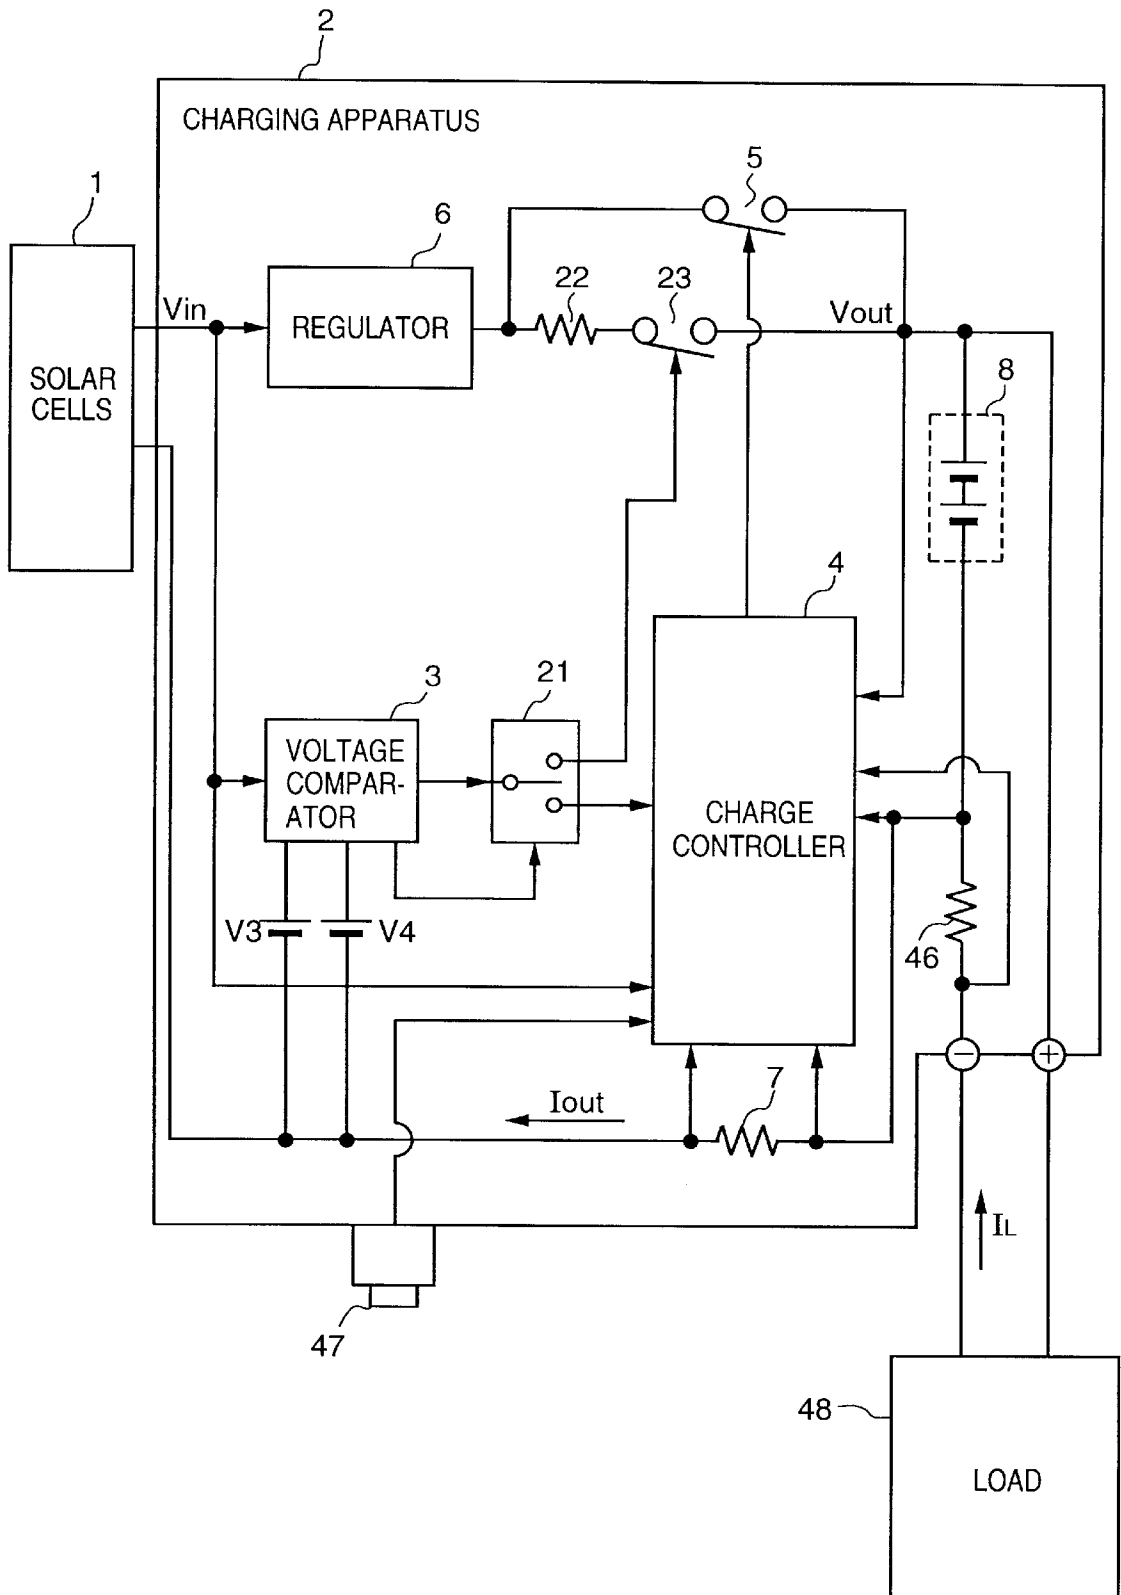 2
CHARGING APPARATUS
1
6
5
Vin
REGULATOR
22
23
Vout
SOLAR
CELLS
8
4
3
21
VOLTAGE
COMPAR-
ATOR
CHARGE
CONTROLLER
V3
V4
46
−
+
7
Iout
IL
47
48
LOAD